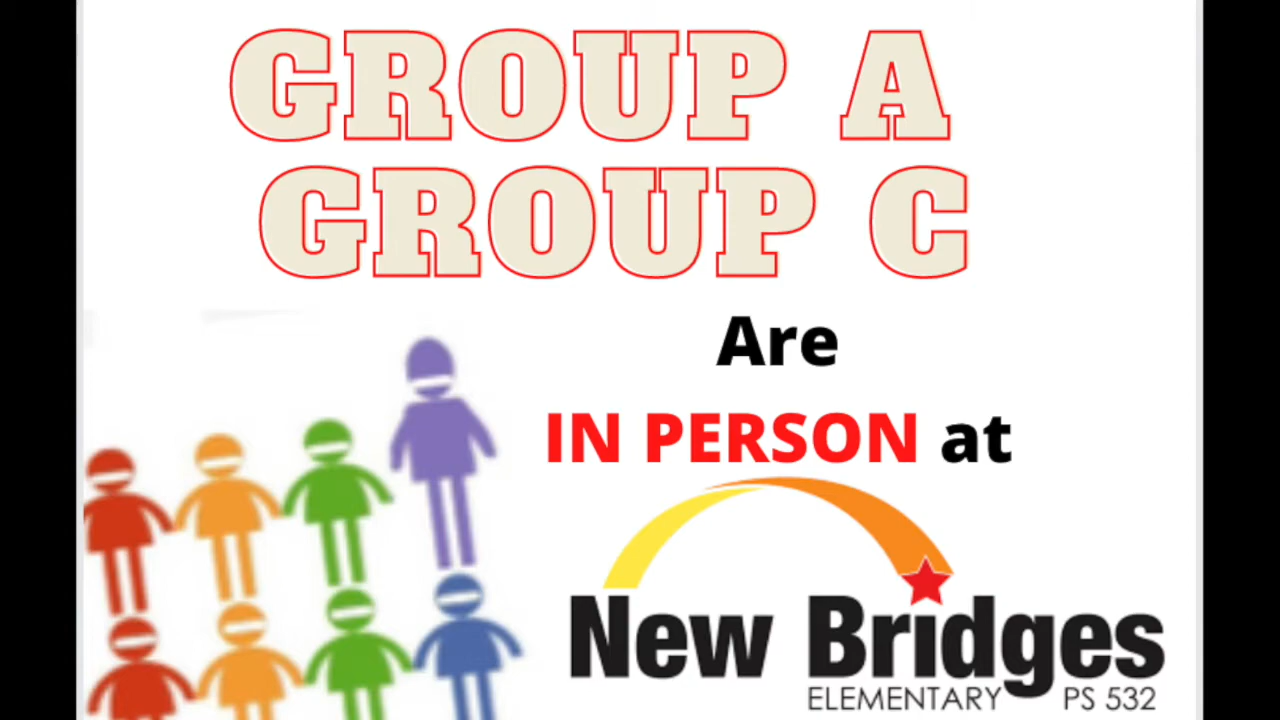 GROUP A
GROUP C
Are
IN PERSON at
New Bridges
ELEMENTARY PS 532